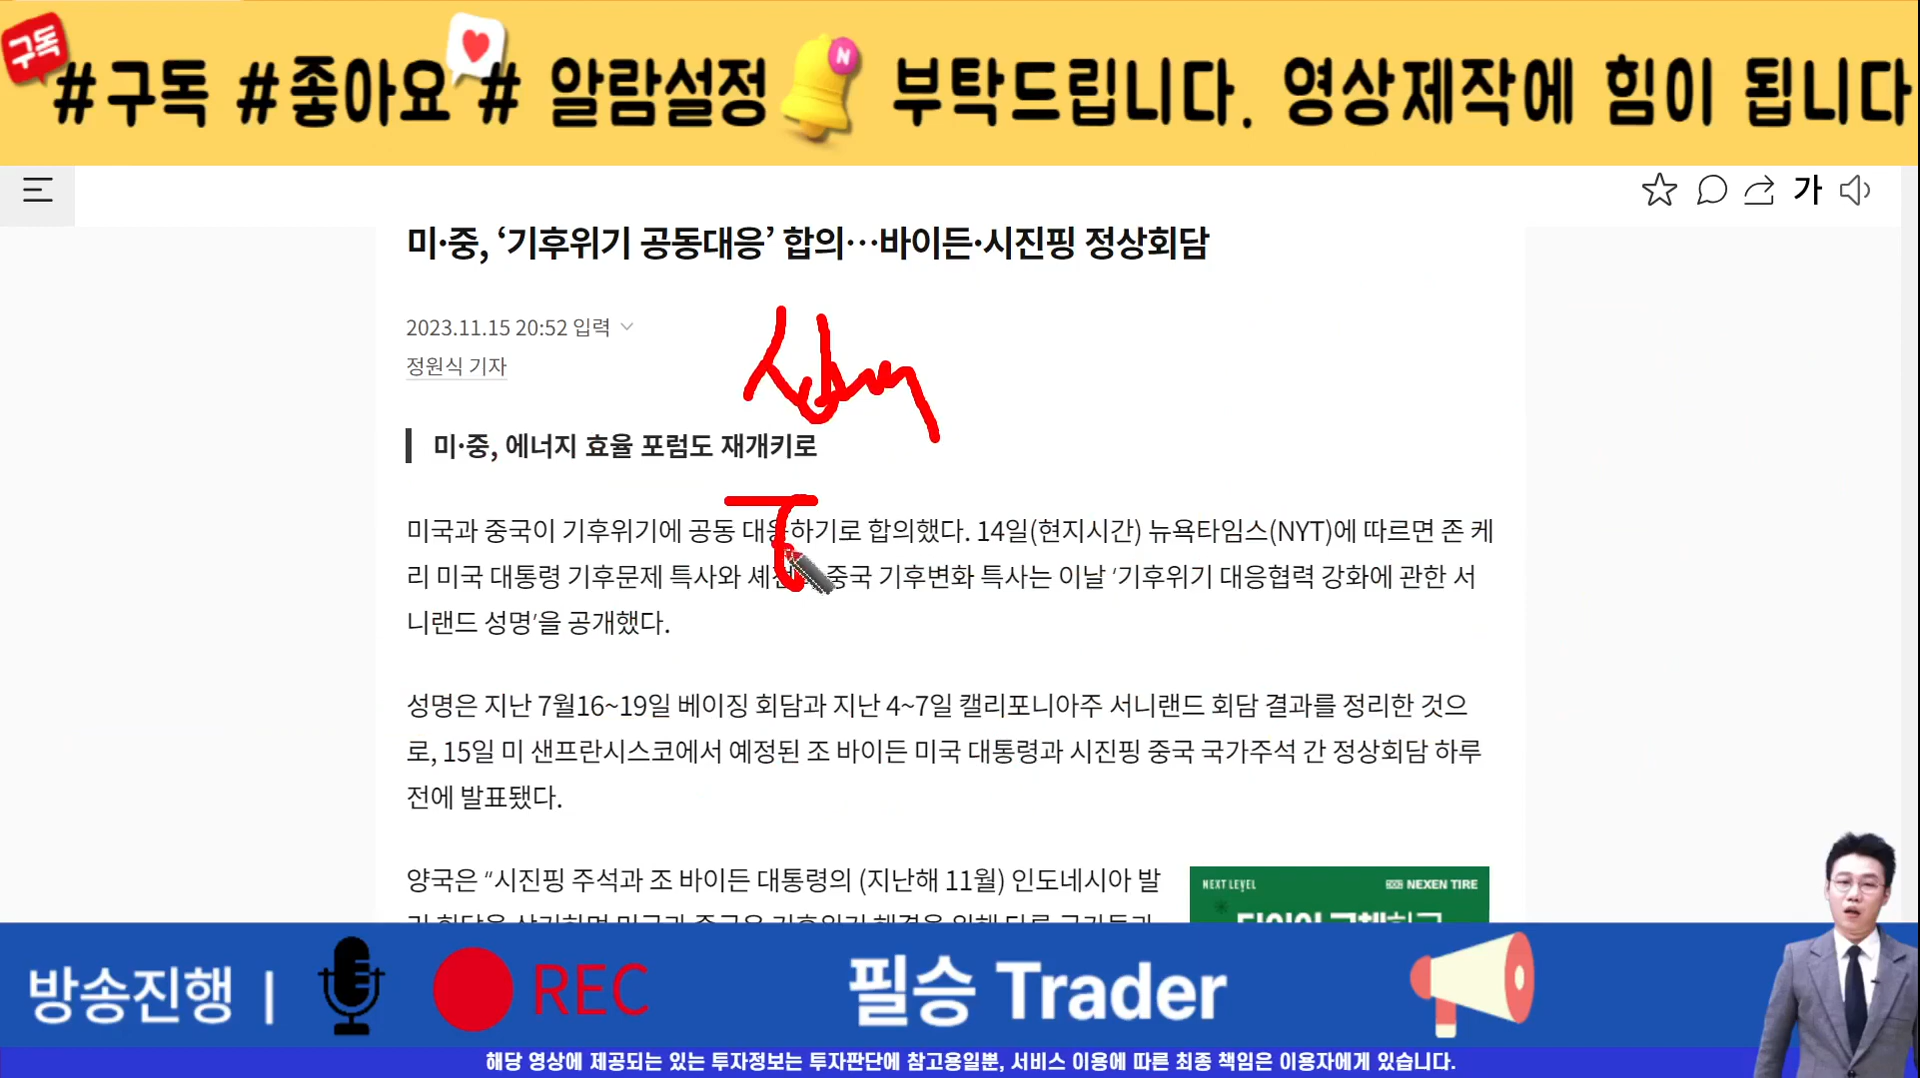 구독
#구독 #좋아요 # 알람설정 N 부탁드립니다. 영상제작에 힘이 됩니다
가
미·중, ‘기후위기 공동대응’ 합의…바이든·시진핑 정상회담
2023.11.15 20:52 입력
정원식 기자
미·중, 에너지 효율 포럼도 재개키로
미국과 중국이 기후위기에 공동 대응하기로 합의했다. 14일(현지시간) 뉴욕타임스(NYT)에 따르면 존 케
리 미국 대통령 기후문제 특사와 중국 기후변화 특사는 이날 ‘기후위기 대응협력 강화에 관한 서
니랜드 성명’을 공개했다.
성명은 지난 7월16~19일 베이징 회담과 지난 4~7일 캘리포니아주 서니랜드 회담 결과를 정리한 것으
로, 15일 미 샌프란시스코에서 예정된 조 바이든 미국 대통령과 시진핑 중국 국가주석 간 정상회담 하루
전에 발표됐다.
양국은 “시진핑 주석과 조 바이든 대통령의 (지난해 11월) 인도네시아 발
NEXT LEVEL NEXEN TIRE
방송진행 | REC 필승 Trader
해당 영상에 제공되는 있는 투자정보는 투자판단에 참고용일뿐, 서비스 이용에 따른 최종 책임은 이용자에게 있습니다.